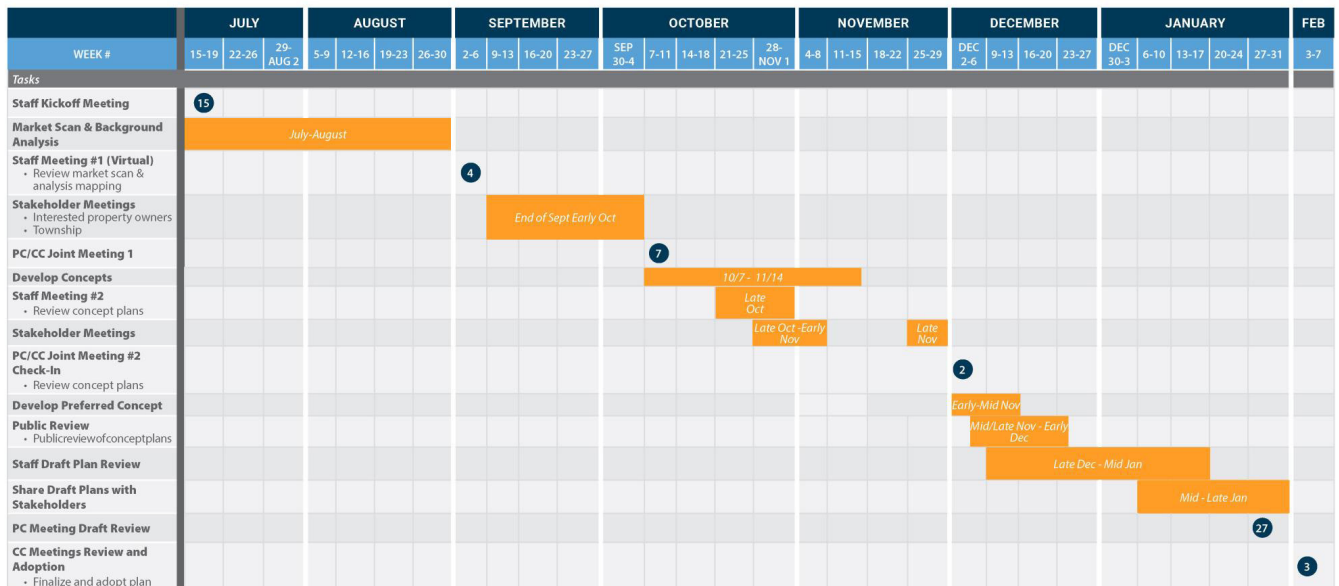 JULY AUGUST SEPTEMBER OCTOBER NOVEMBER DECEMBER JANUARY FEB
WEEK # 15-19 22-26 29-AUG 2 5-9 12-16 19-23 26-30 2-6 9-13 16-20 23-27 SEP 30-4 7-11 14-18 21-25 28-NOV 1 4-8 11-15 18-22 25-29 DEC 2-6 9-13 16-20 23-27 DEC 30-3 6-10 13-17 20-24 27-31 3-7
Tasks
Staff Kickoff Meeting 15
Market Scan & Background
Analysis
July-August
Staff Meeting #1 (Virtual)
• Review market scan &
analysis mapping
4
Stakeholder Meetings
• Interested property owners
• Township
End of Sept Early Oct
PC/CC Joint Meeting 1 7
Develop Concepts 10/7 - 11/14
Staff Meeting #2
• Review concept plans
Late
Oct
Stakeholder Meetings
Late Oct -Early
Nov
Late
Nov
PC/CC Joint Meeting #2
Check-In
• Review concept plans
2
Develop Preferred Concept Early-Mid Nov
Public Review
• Publicreviewofconceptplans
Mid/Late Nov - Early
Dec
Staff Draft Plan Review Late Dec - Mid Jan
Share Draft Plans with
Stakeholders
Mid - Late Jan
PC Meeting Draft Review 27
CC Meetings Review and
Adoption
• Finalize and adopt plan
3